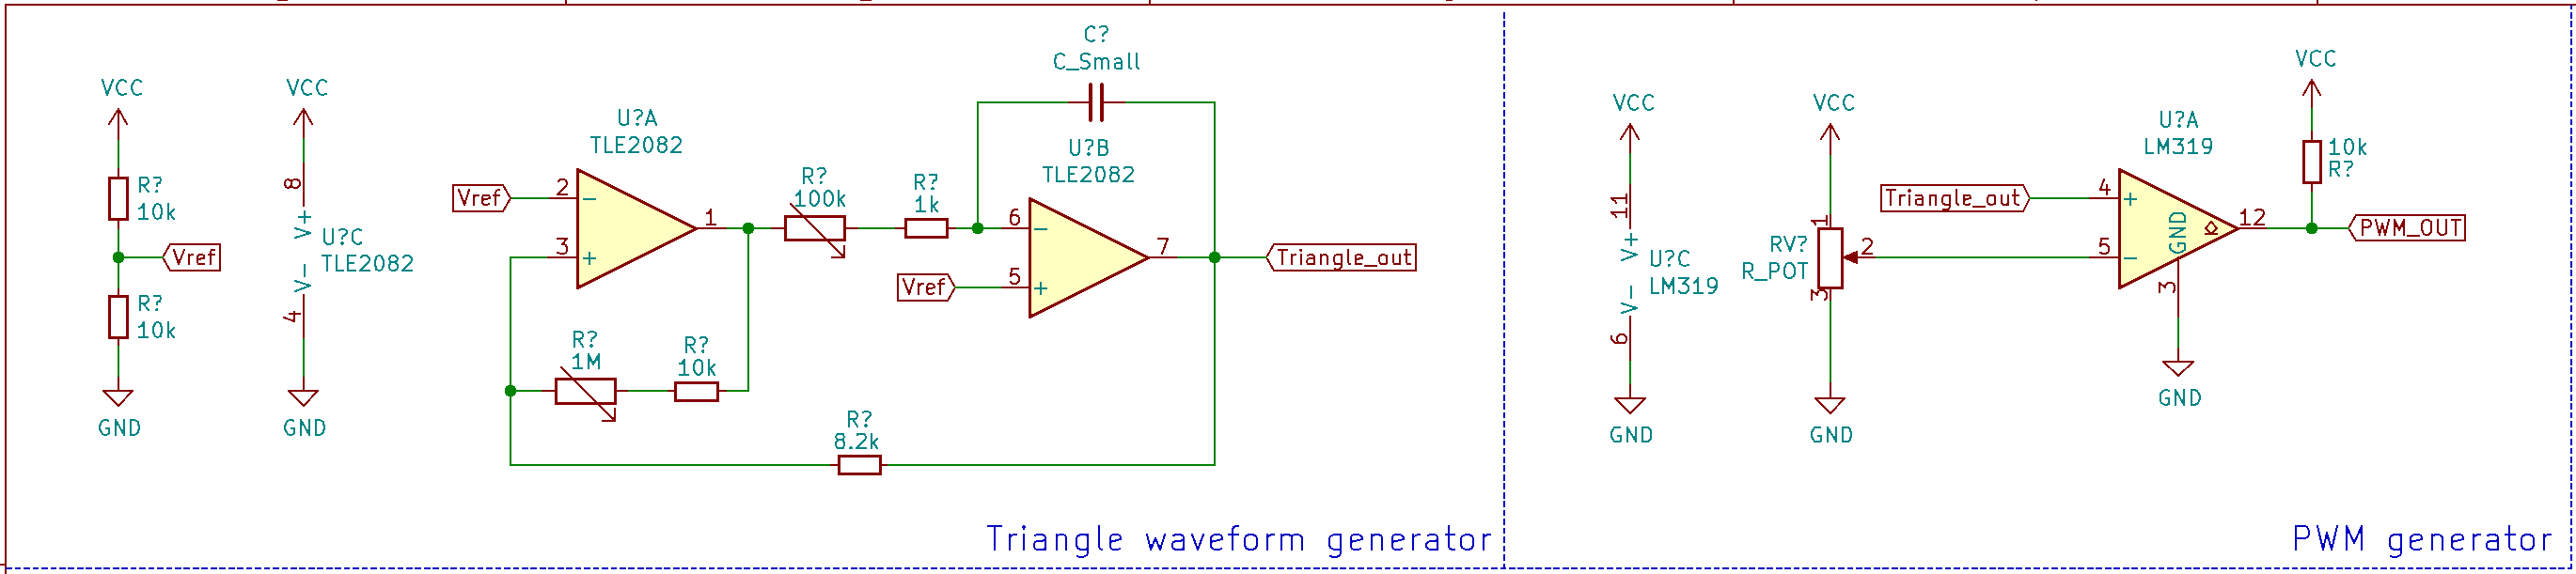 VCC
R?
10k
Vref
R?
10k
GND
VCC
8
V+
U?C
TLE2082
V-
4
GND
U?A
TLE2082
Vref
2
-
3
+
1
R?
100k
R?
1k
C?
C_Small
U?B
TLE2082
6
-
Vref
5
+
7
Triangle_out
R?
1M
R?
10k
R?
8.2k
Triangle waveform generator
VCC
11
V+
U?C
LM319
V-
6
GND
VCC
1
RV?
R_POT
2
3
GND
U?A
LM319
Triangle_out
4
+
5
-
GND
3
GND
12
VCC
10k
R?
PWM_OUT
PWM generator